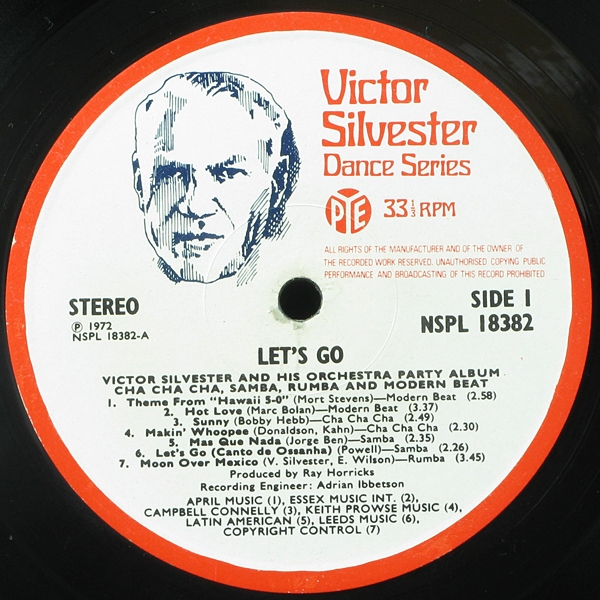 Victor
Silvester
Dance Series
PYE 33⅓ RPM
ALL RIGHTS OF THE MANUFACTURER AND OF THE OWNER OF
THE RECORDED WORK RESERVED. UNAUTHORISED COPYING PUBLIC
PERFORMANCE AND BROADCASTING OF THIS RECORD PROHIBITED
STEREO
Ⓟ 1972
NSPL 18382-A
SIDE 1
NSPL 18382
LET'S GO
VICTOR SILVESTER AND HIS ORCHESTRA PARTY ALBUM
CHA CHA CHA, SAMBA, RUMBA AND MODERN BEAT
1. Theme From "Hawaii 5-0" (Mort Stevens)—Modern Beat (2.58)
2. Hot Love (Marc Bolan)—Modern Beat (3.37)
3. Sunny (Bobby Hebb)—Cha Cha Cha (2.49)
4. Makin' Whoopee (Donaldson, Kahn)—Cha Cha Cha (2.30)
5. Mas Que Nada (Jorge Ben)—Samba (2.35)
6. Let's Go (Canto de Ossanha) (Powell)—Samba (2.26)
7. Moon Over Mexico (V. Silvester, E. Wilson)—Rumba (3.45)
Produced by Ray Horricks
Recording Engineer: Adrian Ibbetson
APRIL MUSIC (1), ESSEX MUSIC INT. (2),
CAMPBELL CONNELLY (3), KEITH PROWSE MUSIC (4),
LATIN AMERICAN (5), LEEDS MUSIC (6),
COPYRIGHT CONTROL (7)